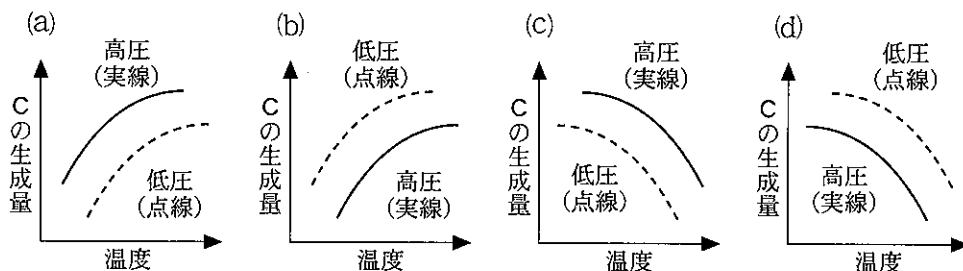 (a)
高圧
(実線)
Cの生成量
低圧
(点線)
温度
(b)
低圧
(点線)
Cの生成量
高圧
(実線)
温度
(c)
高圧
(実線)
Cの生成量
低圧
(点線)
温度
(d)
低圧
(点線)
Cの生成量
高圧
(実線)
温度